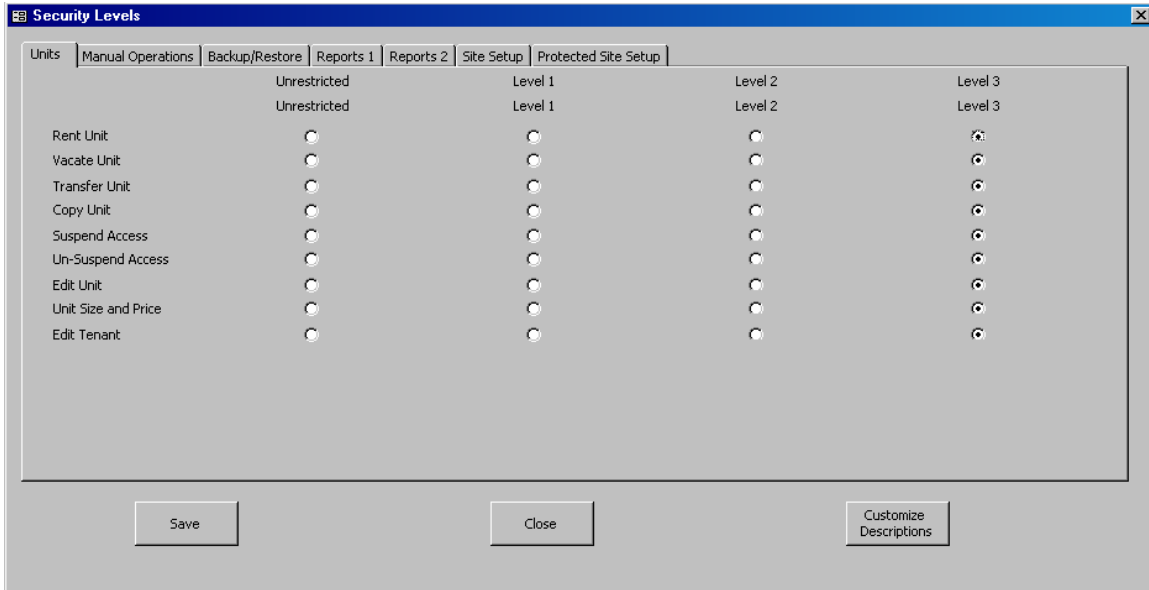 Security Levels
Units Manual Operations Backup/Restore Reports 1 Reports 2 Site Setup Protected Site Setup
Unrestricted Level 1 Level 2 Level 3
Unrestricted Level 1 Level 2 Level 3
Rent Unit
Vacate Unit
Transfer Unit
Copy Unit
Suspend Access
Un-Suspend Access
Edit Unit
Unit Size and Price
Edit Tenant
Save Close Customize
Descriptions